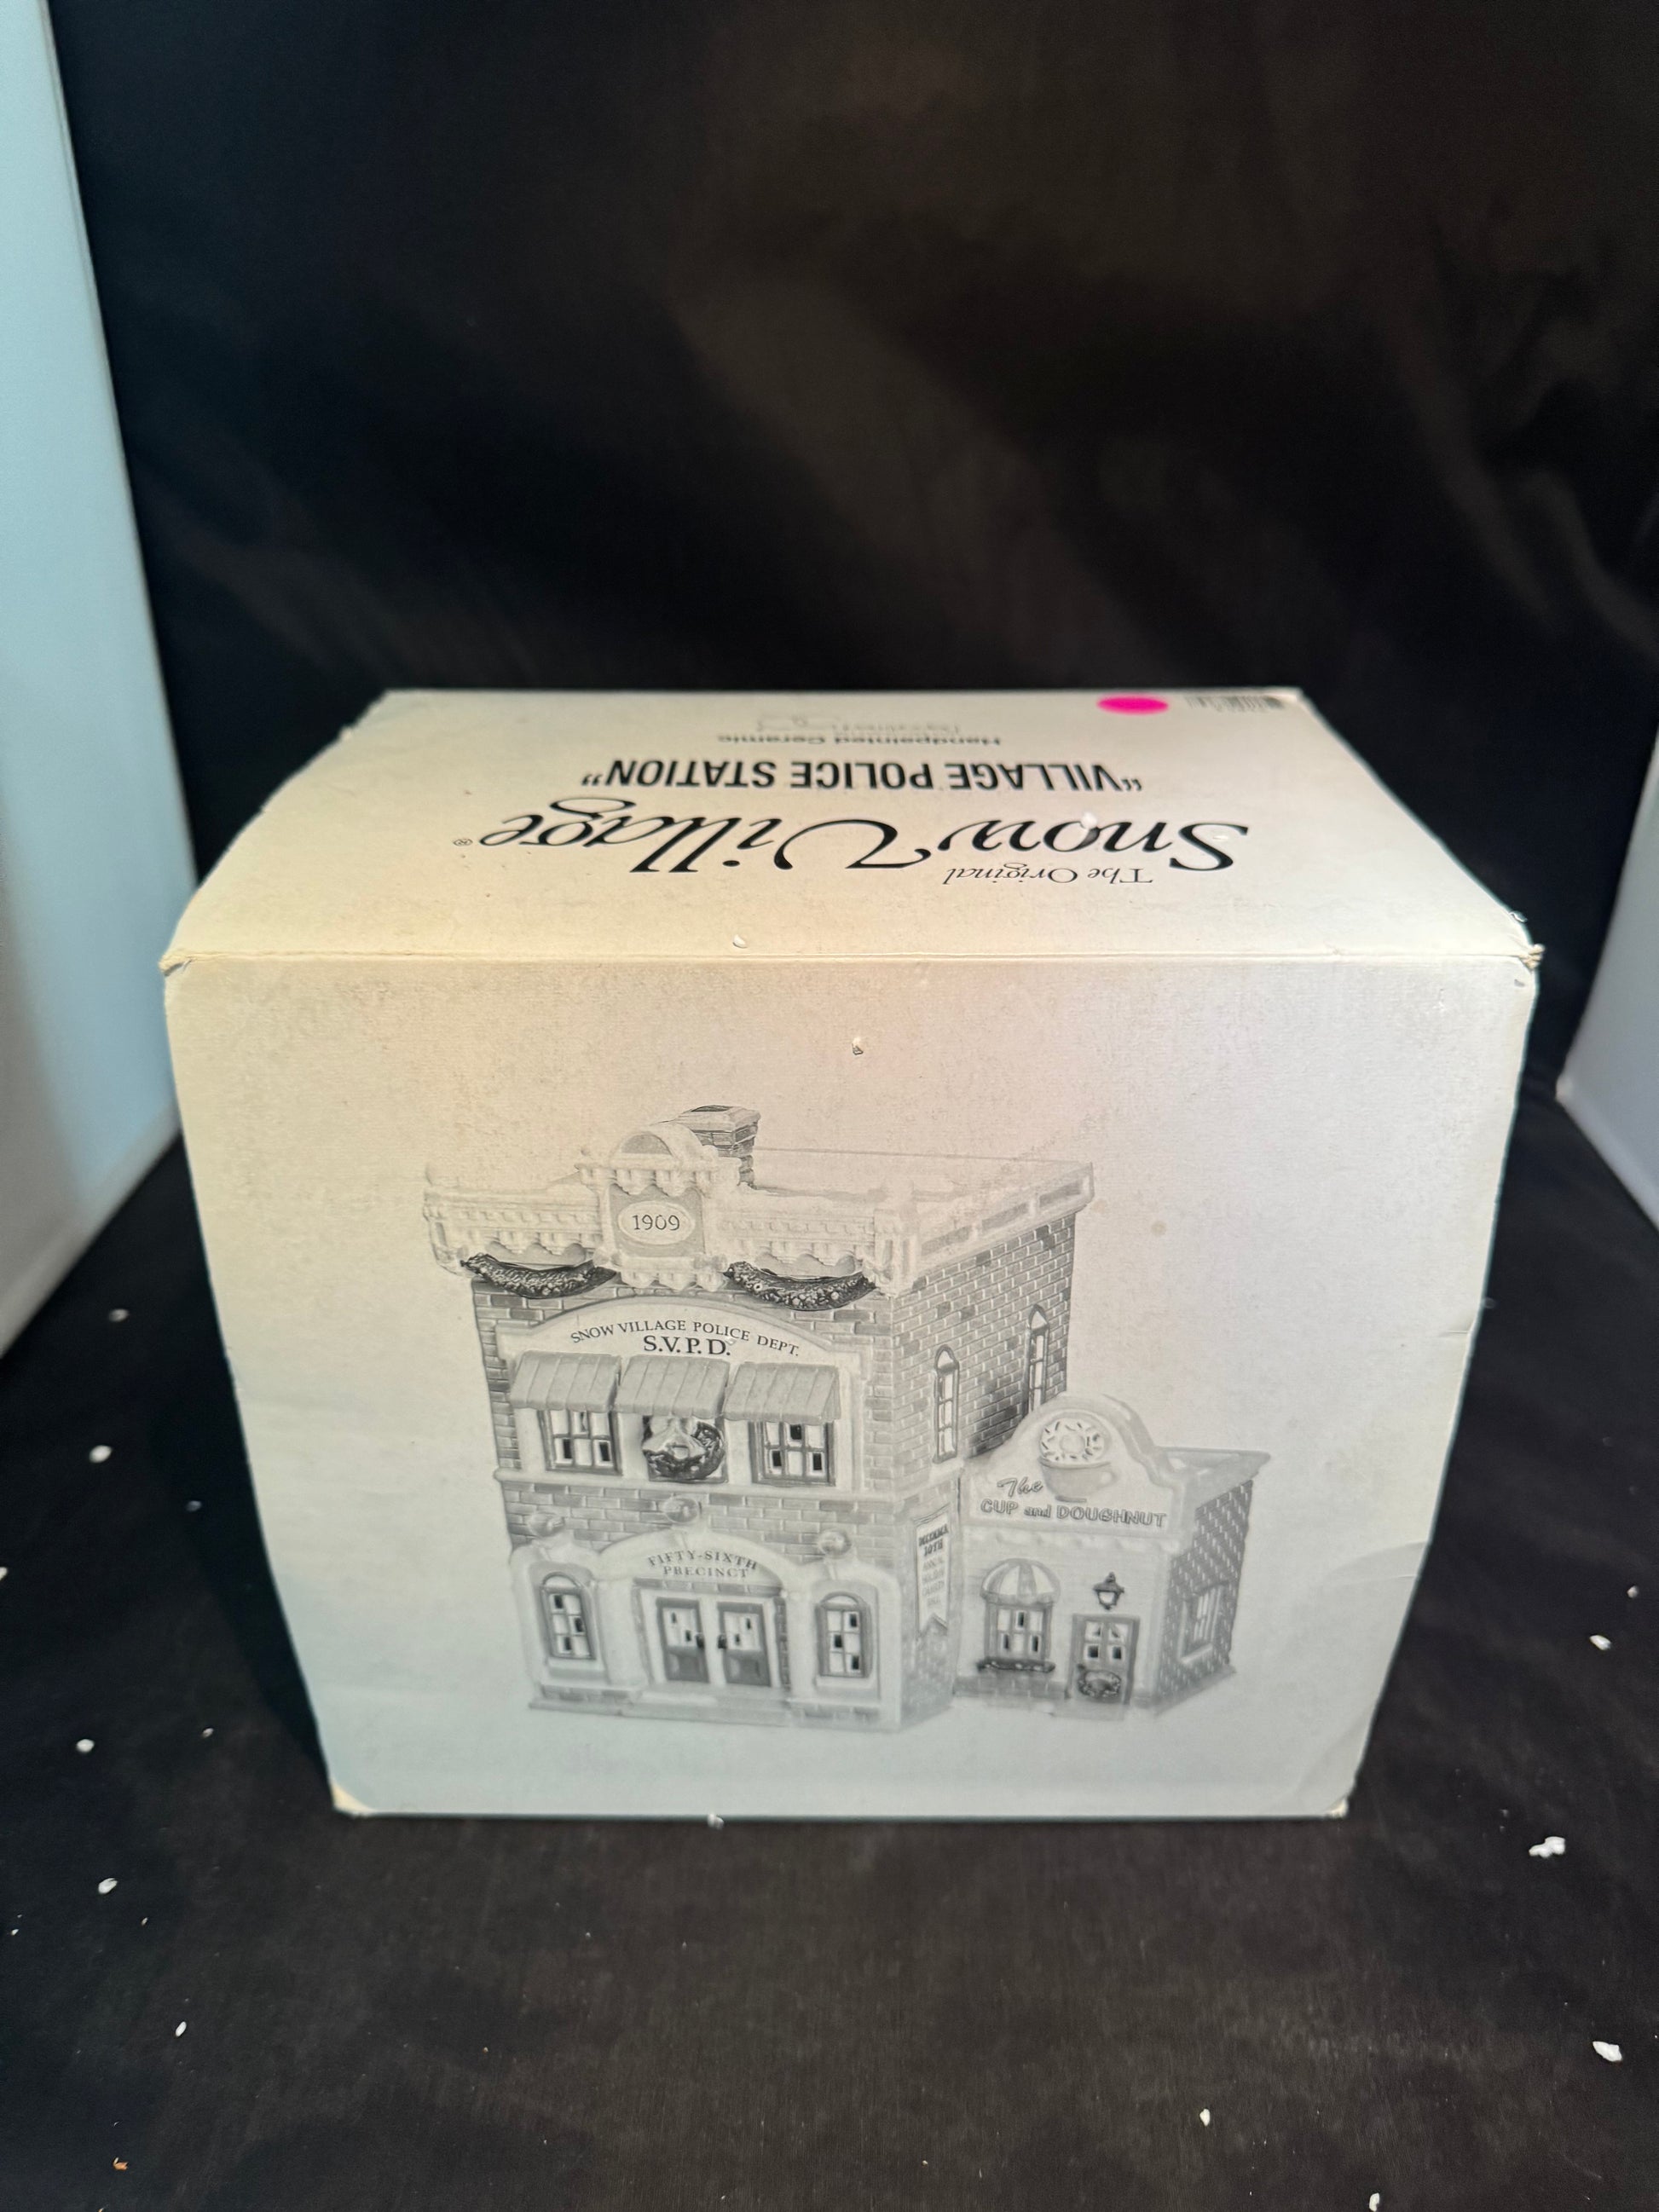 The Original
Snow Village®
"VILLAGE POLICE STATION"
Handpainted Ceramic
1909
SNOW VILLAGE POLICE DEPT.
S.V.P.D.
FIFTY-SIXTH
PRECINCT
The
CUP and DOUGHNUT